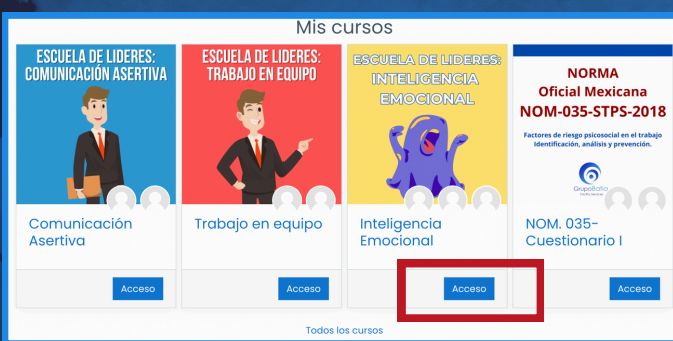 Mis cursos
ESCUELA DE LIDERES:
COMUNICACIÓN ASERTIVA
ESCUELA DE LIDERES:
TRABAJO EN EQUIPO
ESCUELA DE LIDERES:
INTELIGENCIA
EMOCIONAL
NORMA
Oficial Mexicana
NOM-035-STPS-2018
Factores de riesgo psicosocial en el trabajo
Identificación, análisis y prevención.
Comunicación
Asertiva
Trabajo en equipo
Inteligencia
Emocional
NOM. 035-
Cuestionario I
Acceso
Acceso
Acceso
Acceso
Todos los cursos